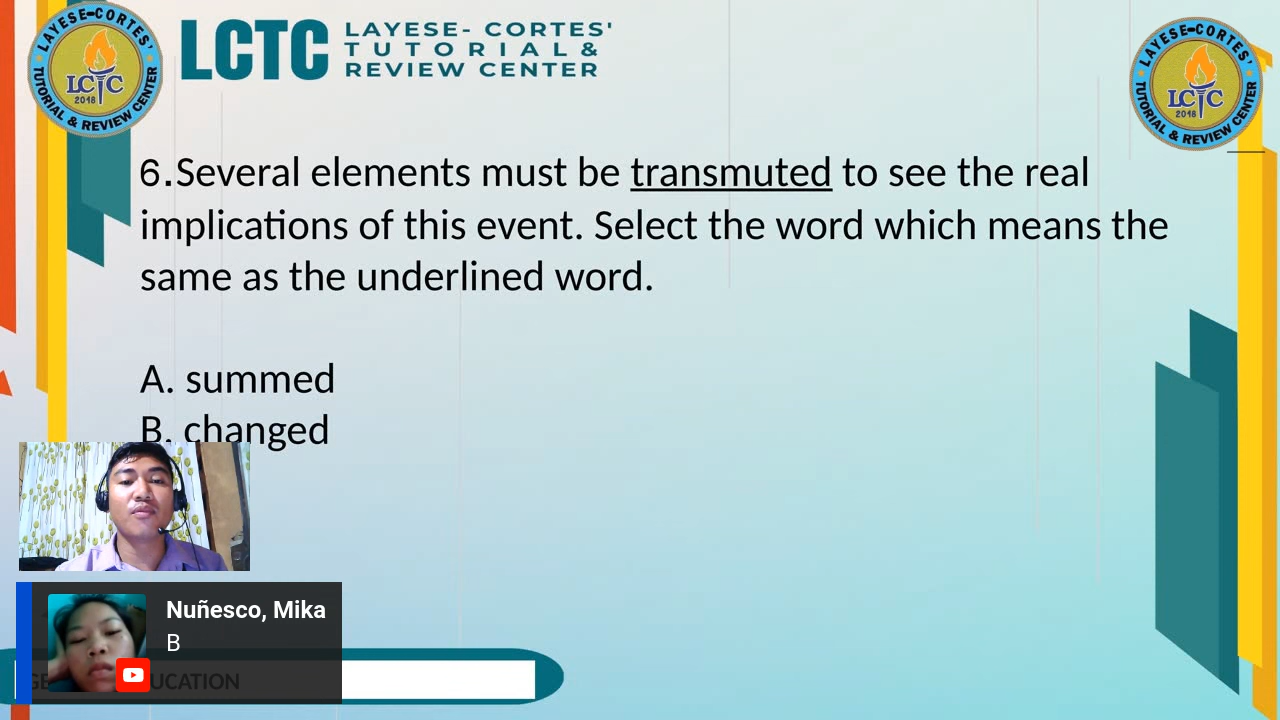 LAYESE-CORTES'
LCTC
2018
TUTORIAL & REVIEW CENTER
LCTC
LAYESE- CORTES'
TUTORIAL &
REVIEW CENTER
LAYESE-CORTES'
LCTC
2018
TUTORIAL & REVIEW CENTER
6.Several elements must be transmuted to see the real
implications of this event. Select the word which means the
same as the underlined word.
A. summed
B. changed
Nuñesco, Mika
B
UCATION